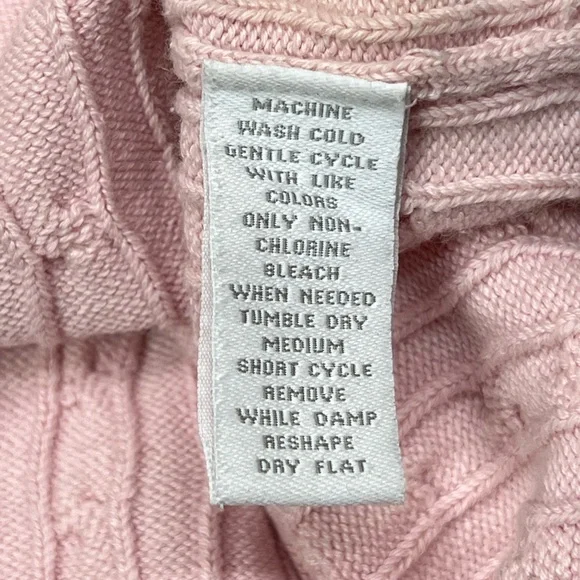 MACHINE
WASH COLD
GENTLE CYCLE
WITH LIKE
COLORS
ONLY NON-
CHLORINE
BLEACH
WHEN NEEDED
TUMBLE DRY
MEDIUM
SHORT CYCLE
REMOVE
WHILE DAMP
RESHAPE
DRY FLAT